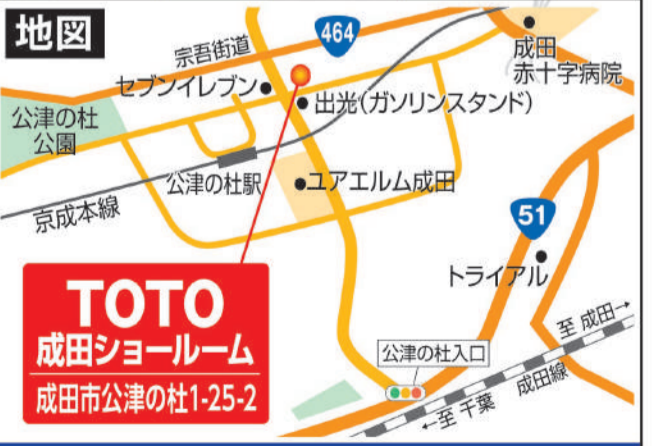 地図
宗吾街道
464
成田
赤十字病院
セブンイレブン
出光(ガソリンスタンド)
公津の杜
公園
公津の杜駅
ユアエルム成田
京成本線
51
トライアル
TOTO
成田ショールーム
成田市公津の杜1-25-2
公津の杜入口
至 成田→
成田線
←至 千葉